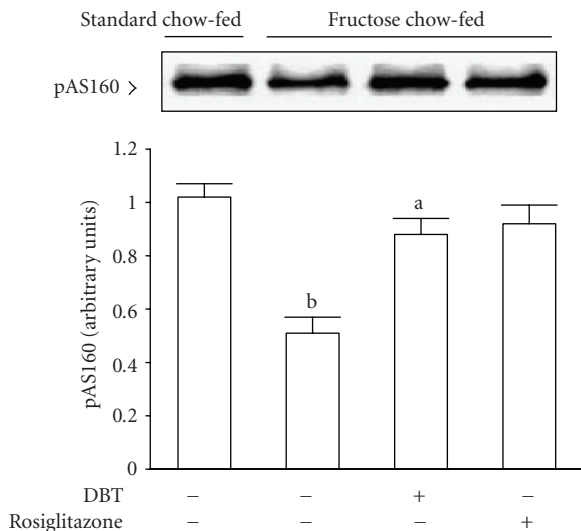 Standard chow-fed Fructose chow-fed
pAS160 >
pAS160 (arbitrary units)
1.2
1
0.8
0.6
0.4
0.2
0
b
a
DBT − − + −
Rosiglitazone − − − +